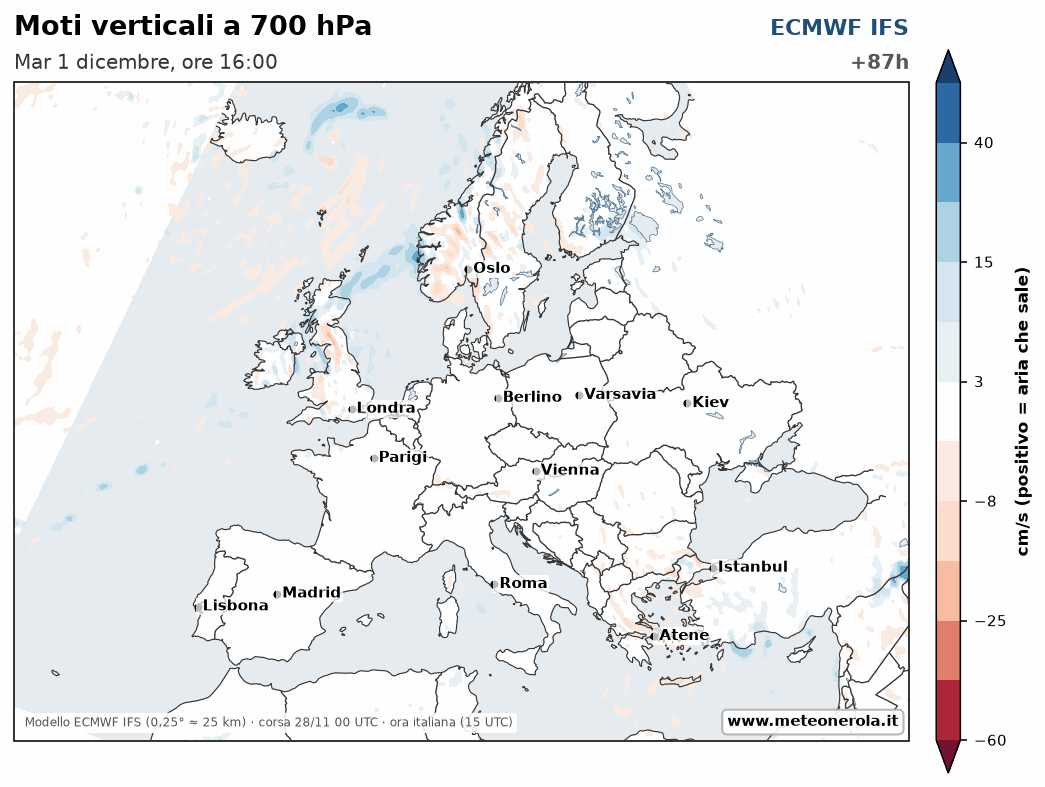 Moti verticali a 700 hPa
ECMWF IFS
Mar 1 dicembre, ore 16:00
+87h
40
15
3
−8
−25
−60
cm/s (positivo = aria che sale)
Oslo
Berlino
Varsavia
Londra
Kiev
Parigi
Vienna
Istanbul
Roma
Madrid
Lisbona
Atene
Modello ECMWF IFS (0,25° ≈ 25 km) · corsa 28/11 00 UTC · ora italiana (15 UTC)
www.meteonerola.it